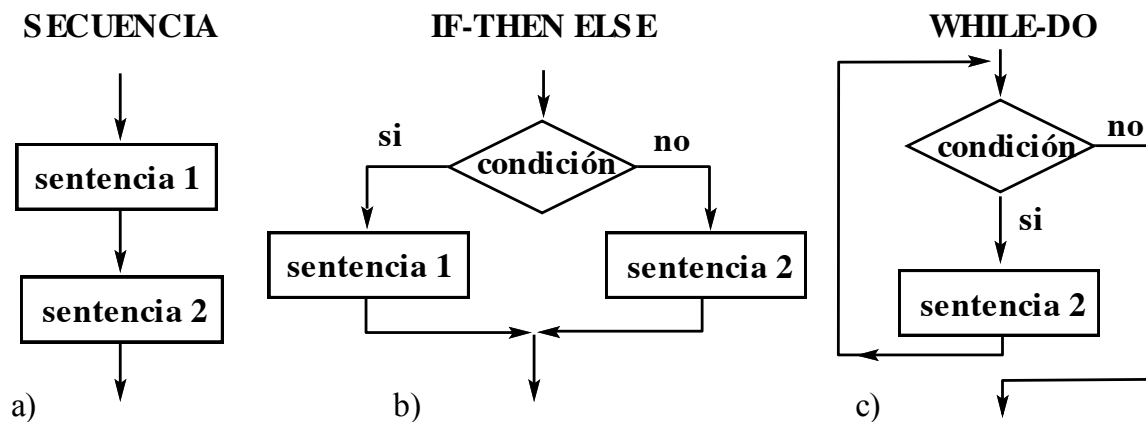 SECUENCIA
sentencia 1
sentencia 2
a)
IF-THEN ELSE
si
condición
no
sentencia 1
sentencia 2
b)
WHILE-DO
condición
no
si
sentencia 2
c)